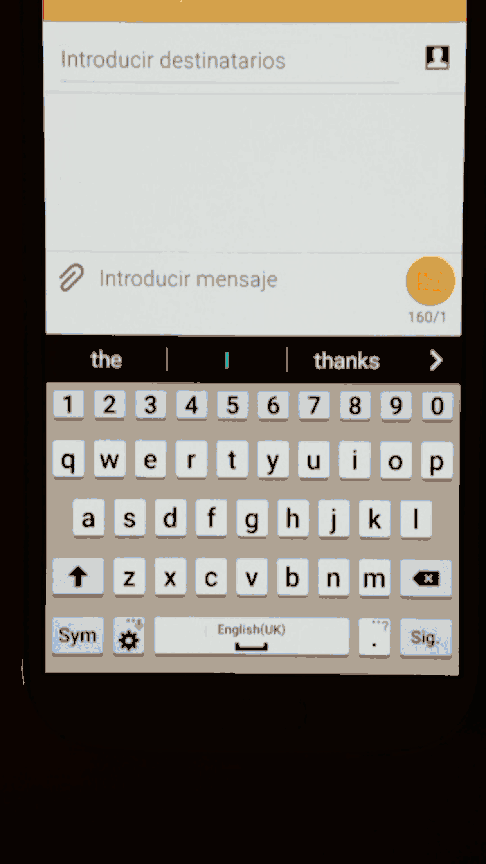 Introducir destinatarios
Introducir mensaje
160/1
the I thanks
1 2 3 4 5 6 7 8 9 0
q w e r t y u i o p
a s d f g h j k l
z x c v b n m
Sym English(UK) . Sig.